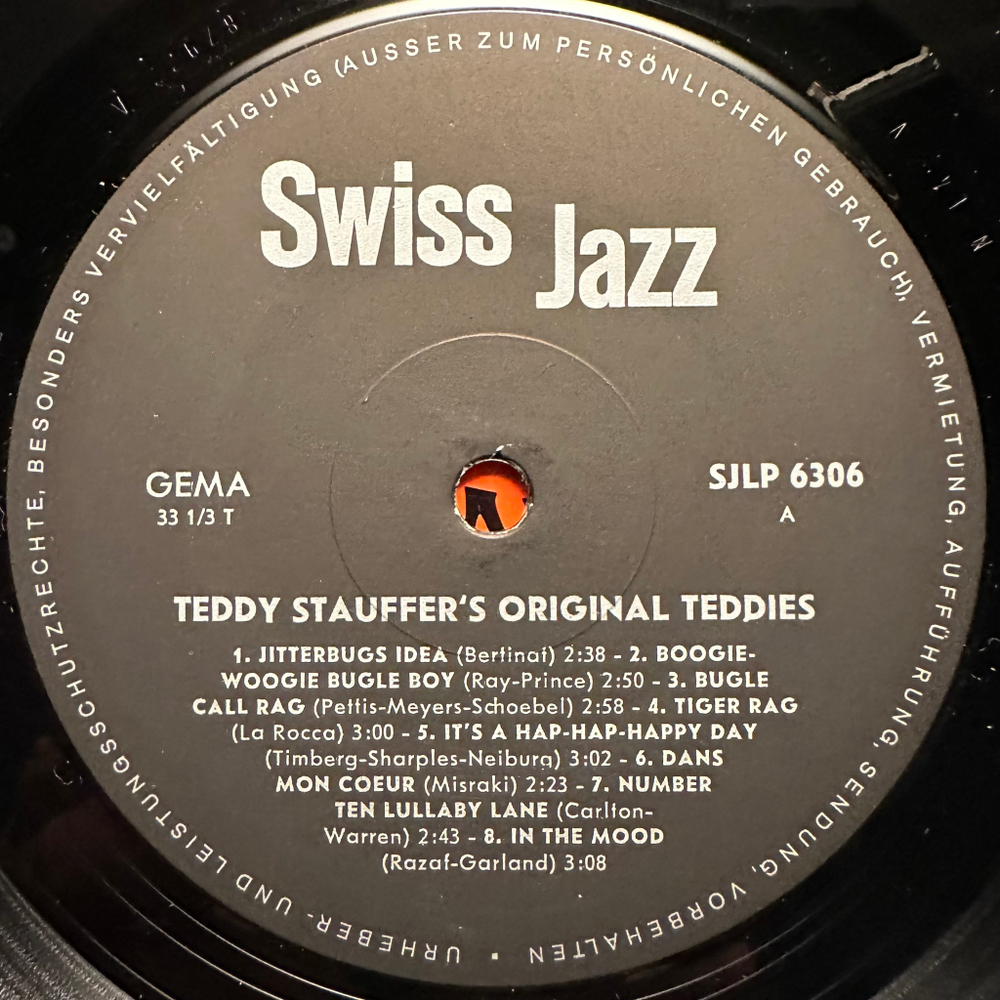 URHEBER- UND LEISTUNGSSCHUTZRECHTE, BESONDERS VERVIELFÄLTIGUNG (AUSSER ZUM PERSÖNLICHEN GEBRAUCH), VERMIETUNG, AUFFÜHRUNG, SENDUNG, VORBEHALTEN ·
Swiss
Jazz
GEMA
33 1/3 T
SJLP 6306
A
TEDDY STAUFFER'S ORIGINAL TEDDIES
1. JITTERBUGS IDEA (Bertinat) 2:38 - 2. BOOGIE-
WOOGIE BUGLE BOY (Ray-Prince) 2:50 - 3. BUGLE
CALL RAG (Pettis-Meyers-Schoebel) 2:58 - 4. TIGER RAG
(La Rocca) 3:00 - 5. IT'S A HAP-HAP-HAPPY DAY
(Timberg-Sharples-Neiburg) 3:02 - 6. DANS
MON COEUR (Misraki) 2:23 - 7. NUMBER
TEN LULLABY LANE (Carlton-
Warren) 2:43 - 8. IN THE MOOD
(Razaf-Garland) 3:08